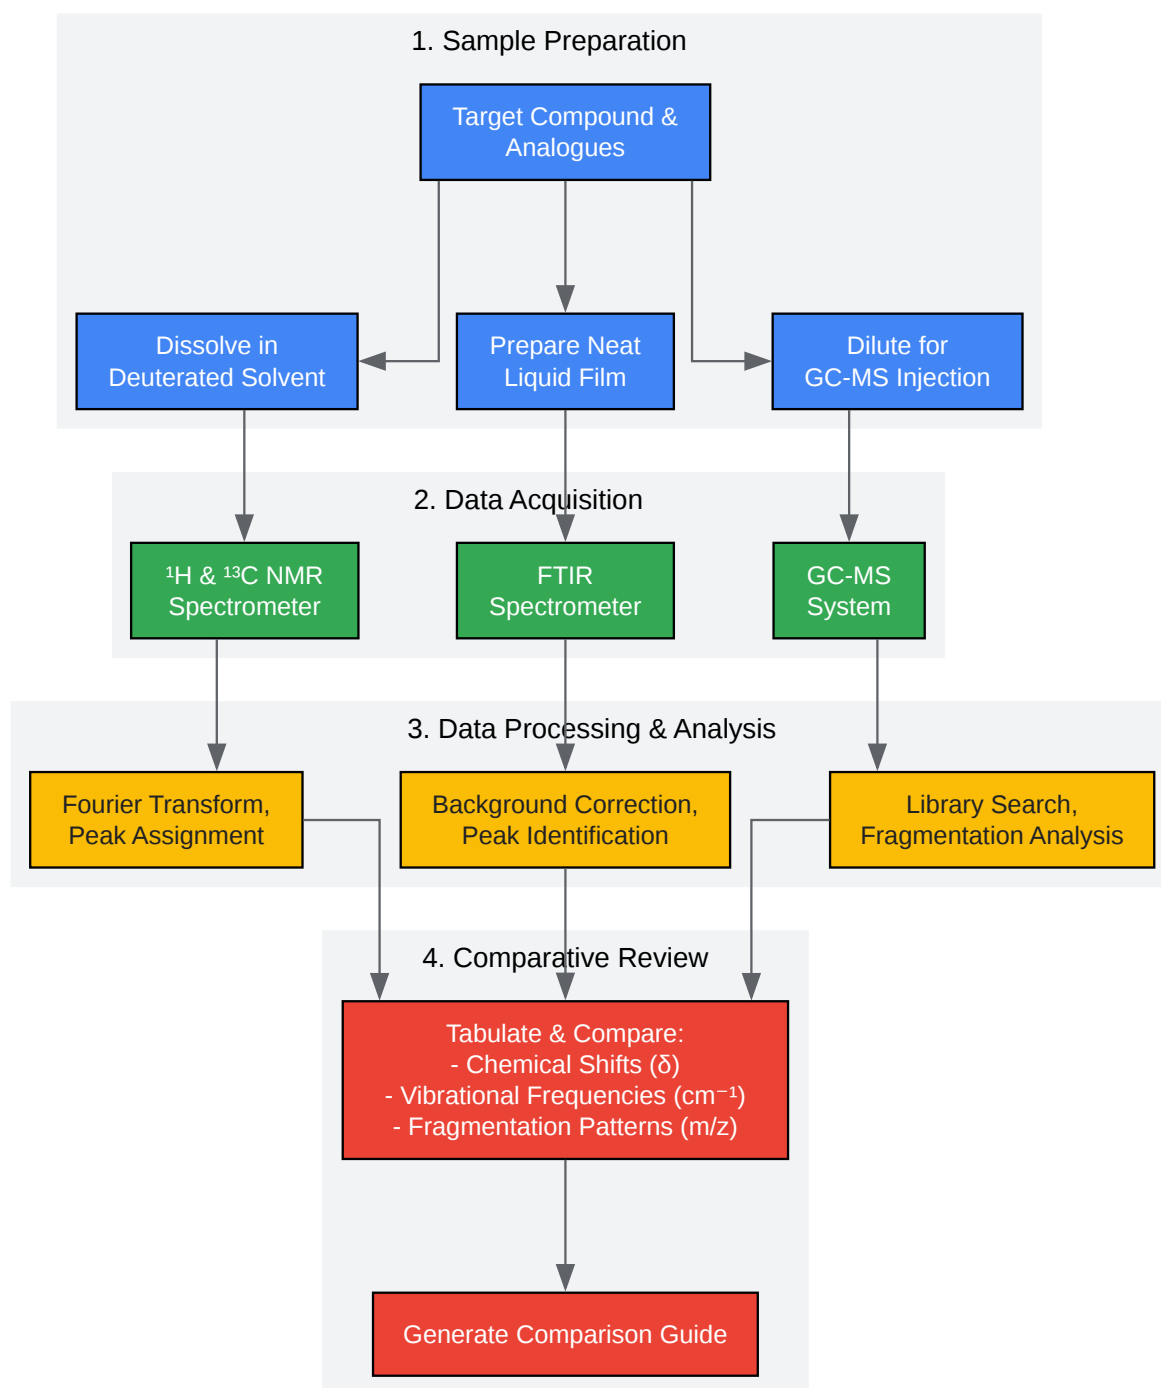 1. Sample Preparation
Target Compound &
Analogues
Dissolve in
Deuterated Solvent
Prepare Neat
Liquid Film
Dilute for
GC-MS Injection
2. Data Acquisition
¹H & ¹³C NMR
Spectrometer
FTIR
Spectrometer
GC-MS
System
3. Data Processing & Analysis
Fourier Transform,
Peak Assignment
Background Correction,
Peak Identification
Library Search,
Fragmentation Analysis
4. Comparative Review
Tabulate & Compare:
- Chemical Shifts (δ)
- Vibrational Frequencies (cm⁻¹)
- Fragmentation Patterns (m/z)
Generate Comparison Guide